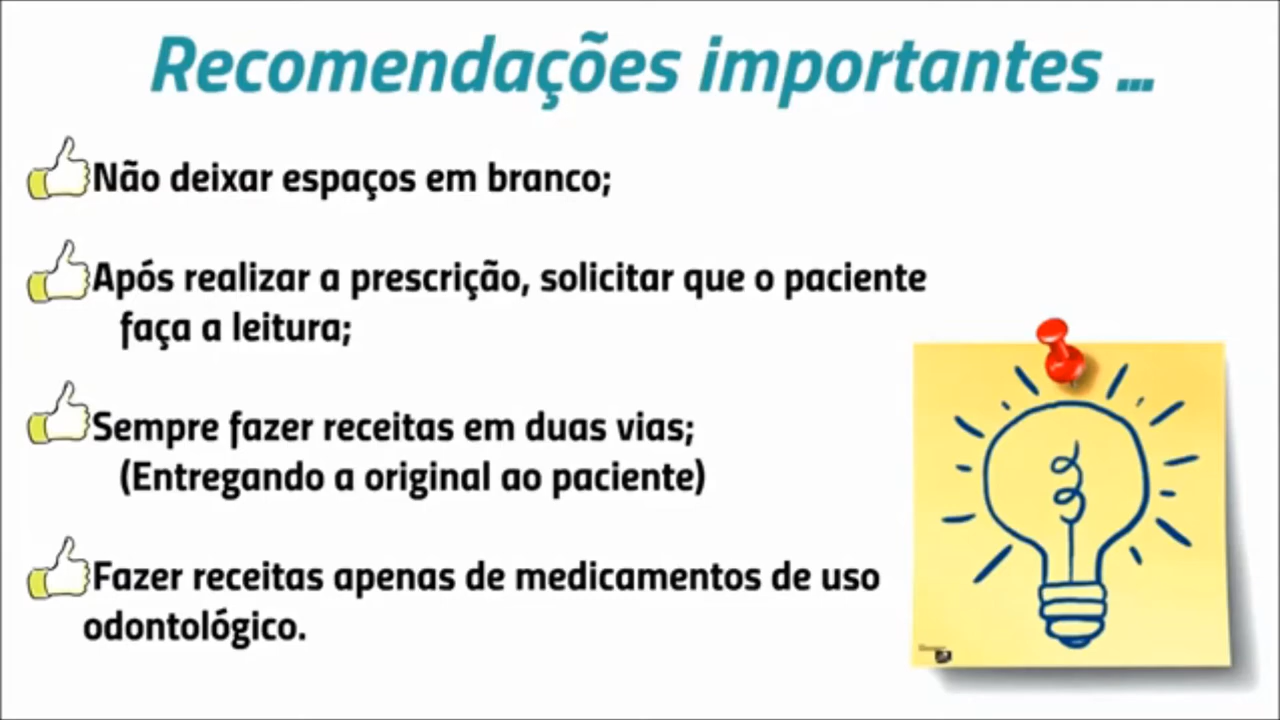 Recomendações importantes ...
Não deixar espaços em branco;
Após realizar a prescrição, solicitar que o paciente
faça a leitura;
Sempre fazer receitas em duas vias;
(Entregando a original ao paciente)
Fazer receitas apenas de medicamentos de uso
odontológico.